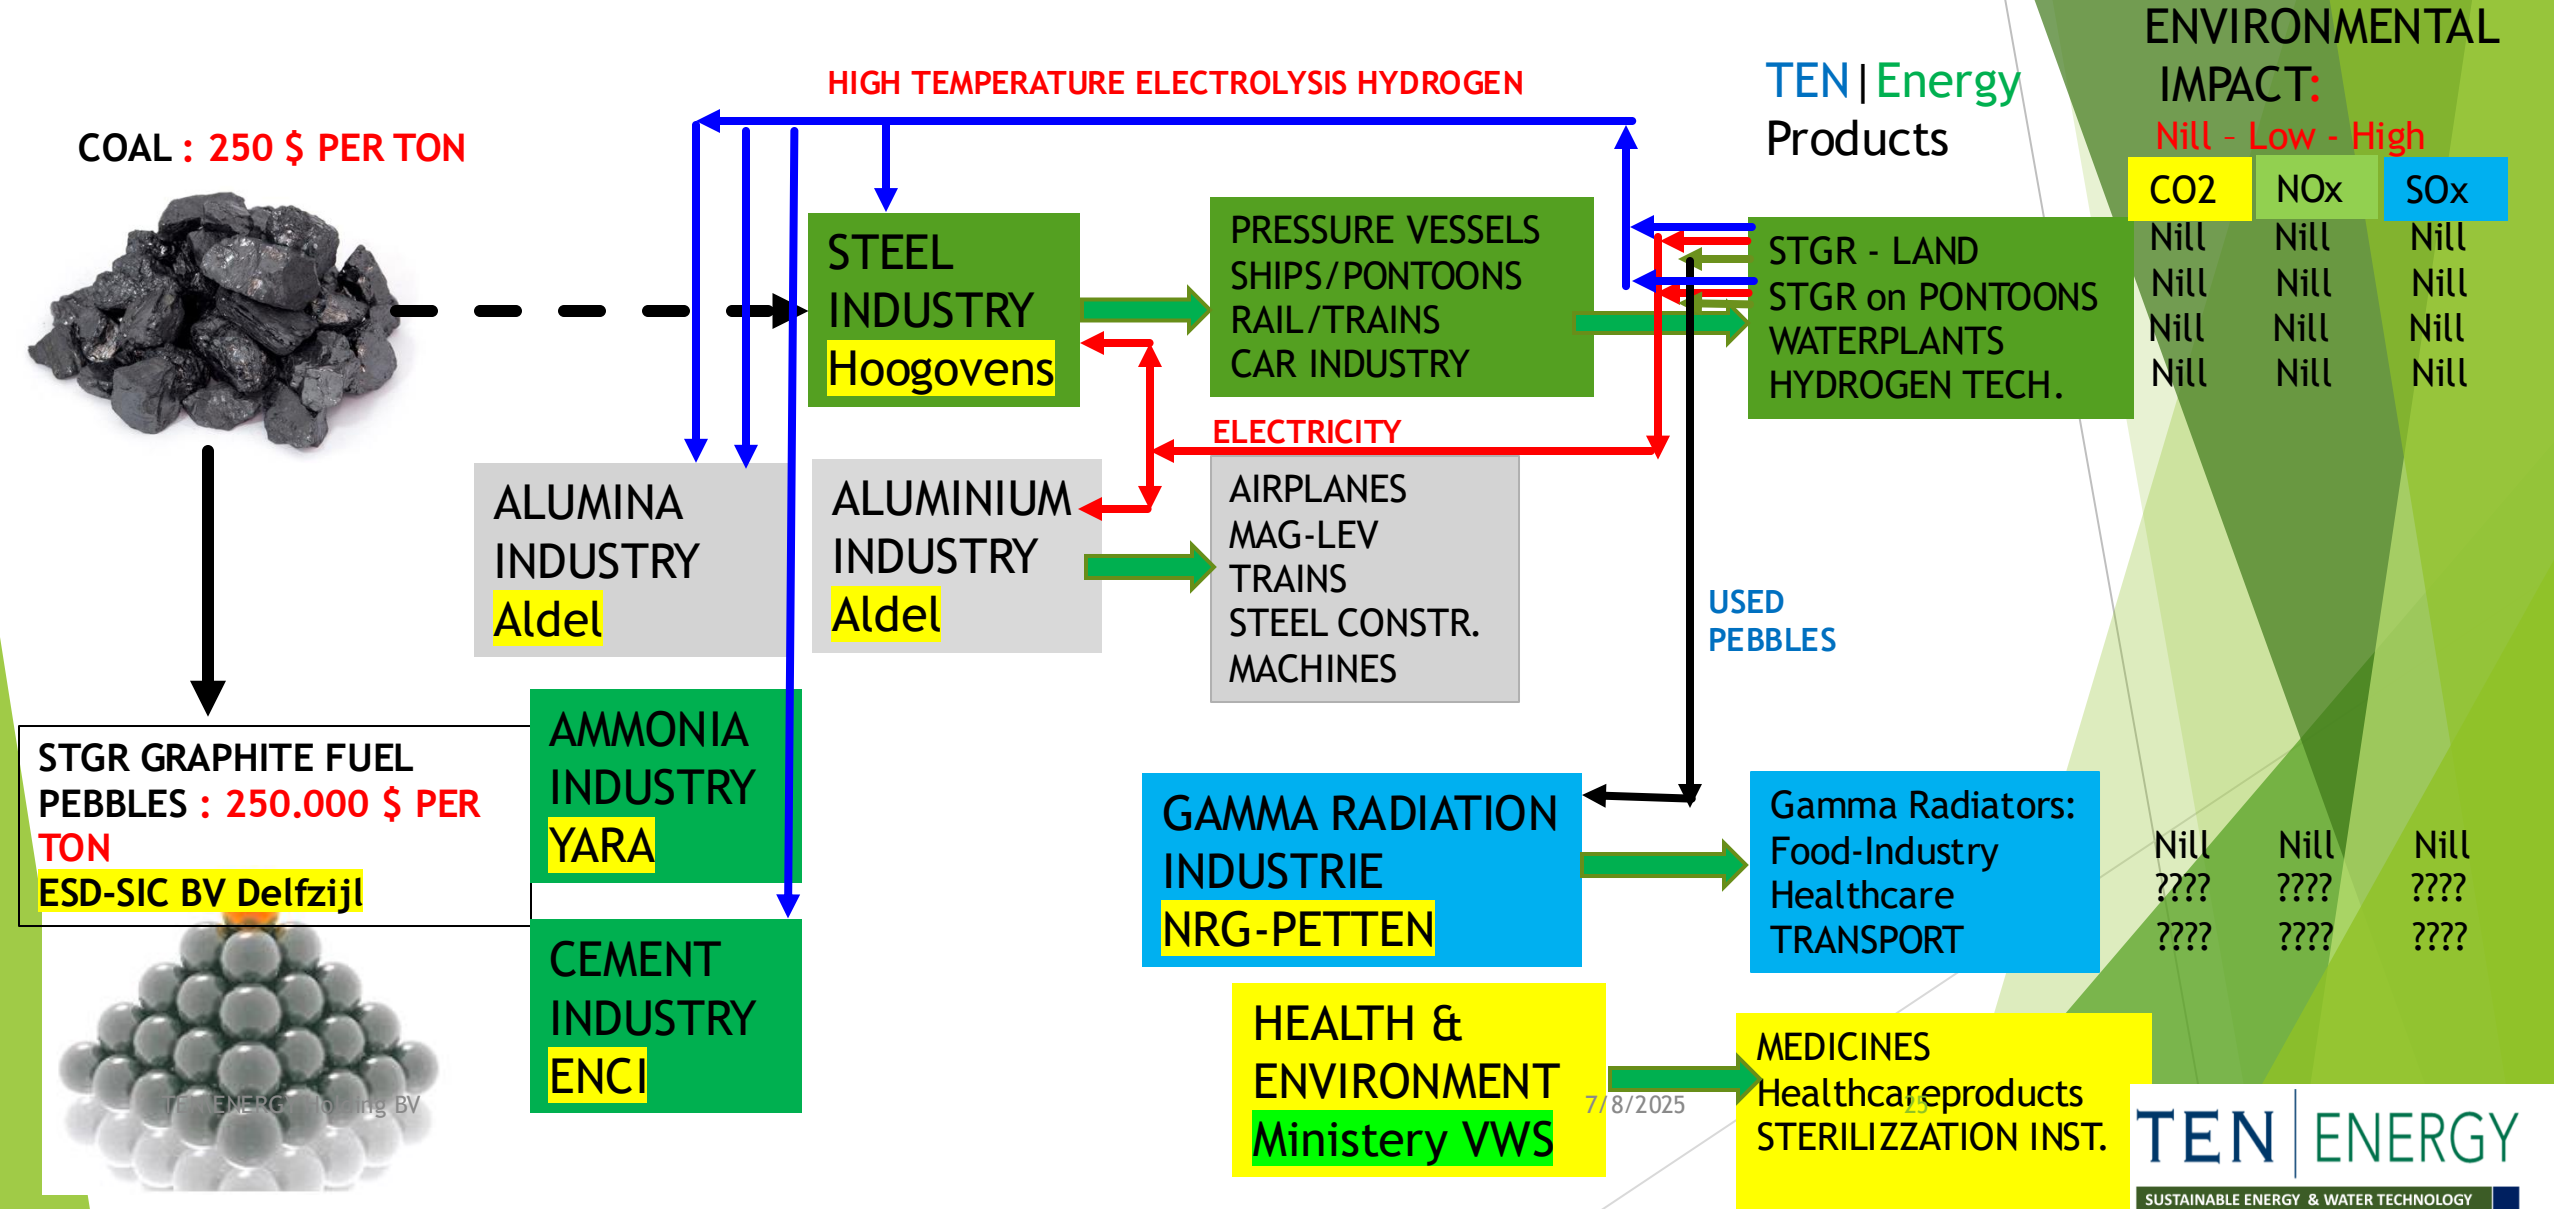 ENVIRONMENTAL
IMPACT:
Nill – Low - High
CO2 NOx SOx
Nill Nill Nill
Nill Nill Nill
Nill Nill Nill
Nill Nill Nill
TEN|Energy
Products
HIGH TEMPERATURE ELECTROLYSIS HYDROGEN
COAL : 250 $ PER TON
STEEL
INDUSTRY
Hoogovens
PRESSURE VESSELS
SHIPS/PONTOONS
RAIL/TRAINS
CAR INDUSTRY
STGR - LAND
STGR on PONTOONS
WATERPLANTS
HYDROGEN TECH.
ELECTRICITY
ALUMINA
INDUSTRY
Aldel
ALUMINIUM
INDUSTRY
Aldel
AIRPLANES
MAG-LEV
TRAINS
STEEL CONSTR.
MACHINES
USED
PEBBLES
STGR GRAPHITE FUEL
PEBBLES : 250.000 $ PER
TON
ESD-SIC BV Delfzijl
AMMONIA
INDUSTRY
YARA
CEMENT
INDUSTRY
ENCI
GAMMA RADIATION
INDUSTRIE
NRG-PETTEN
Gamma Radiators:
Food-Industry
Healthcare
TRANSPORT
Nill Nill Nill
???? ???? ????
???? ???? ????
HEALTH &
ENVIRONMENT
Ministery VWS
MEDICINES
Healthcareproducts
STERILIZZATION INST.
TEN ENERGY Holding BV
7/8/2025
25
TEN | ENERGY
SUSTAINABLE ENERGY & WATER TECHNOLOGY